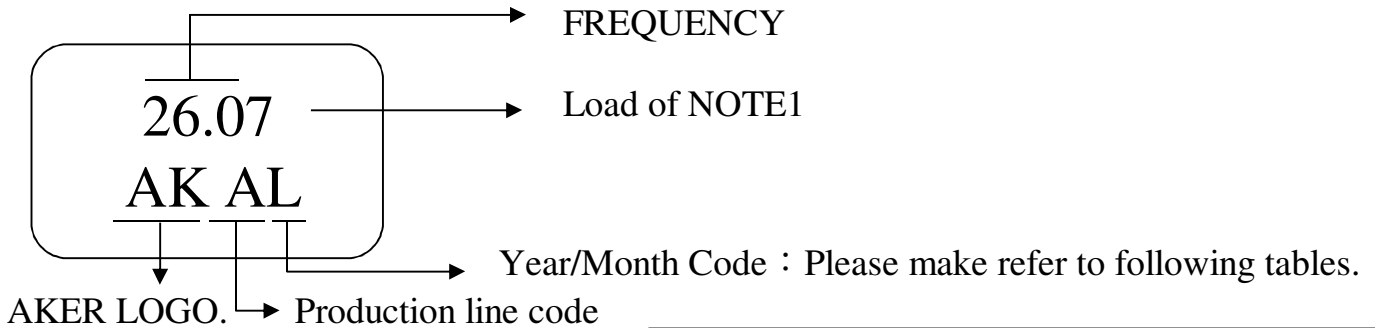 FREQUENCY
26.07
Load of NOTE1
AK AL
Year/Month Code：Please make refer to following tables.
AKER LOGO.
Production line code